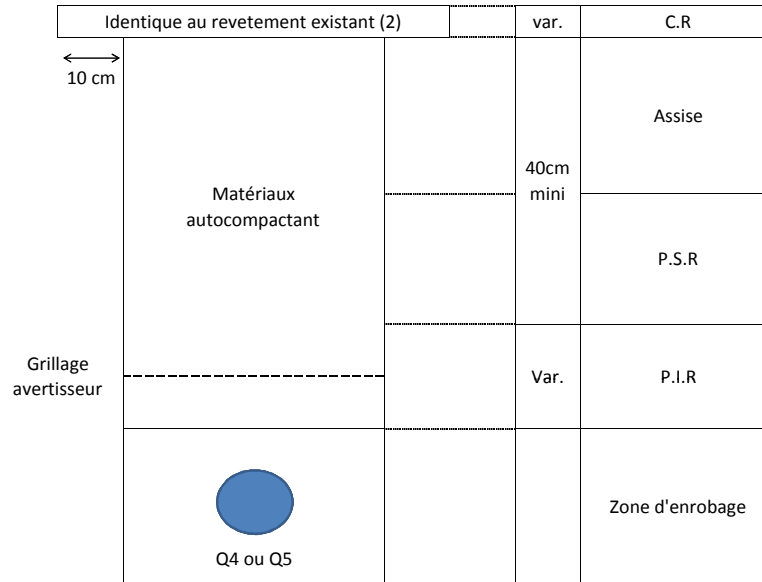 Identique au revetement existant (2)
var.
C.R
10 cm
Assise
40cm
mini
Matériaux
autocompactant
P.S.R
Grillage
avertisseur
Var.
P.I.R
Zone d'enrobage
Q4 ou Q5